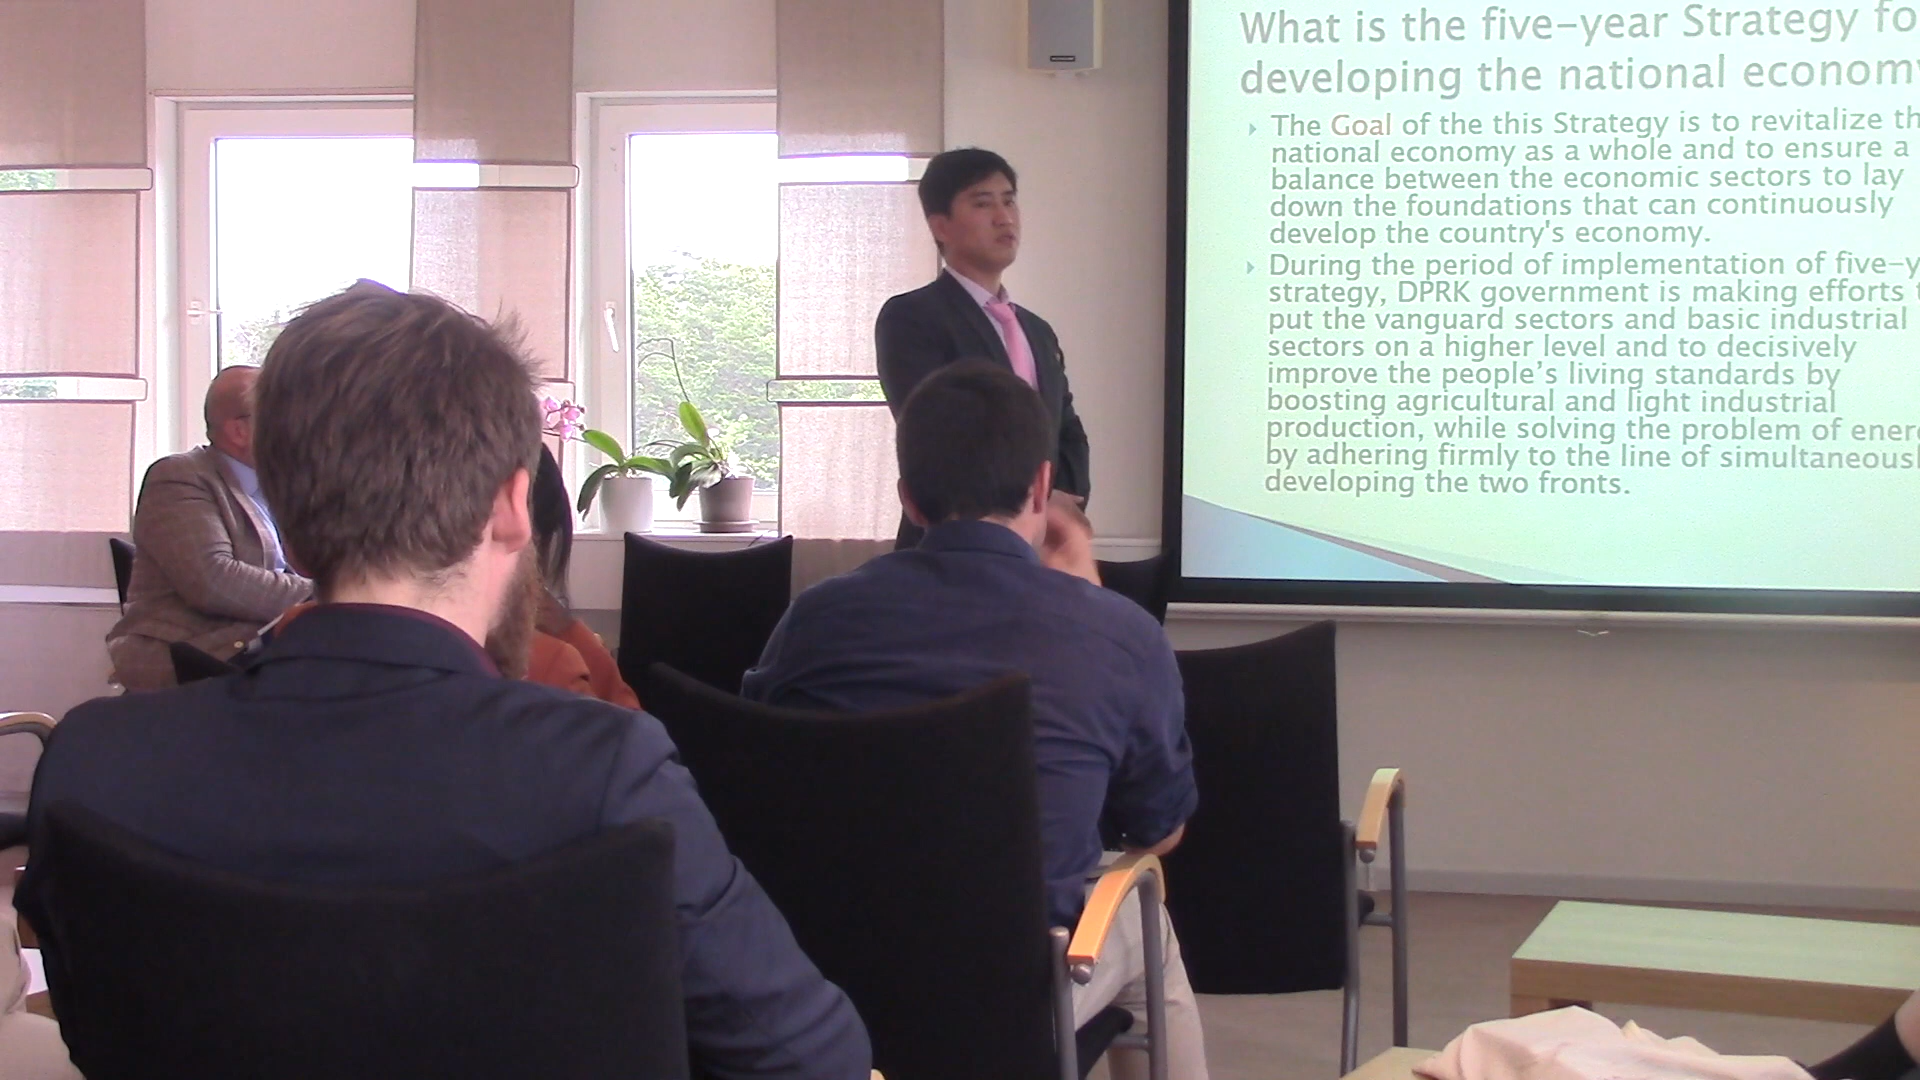 What is the five-year Strategy fo
developing the national econom
The Goal of the this Strategy is to revitalize th
national economy as a whole and to ensure a
balance between the economic sectors to lay
down the foundations that can continuously
develop the country's economy.
During the period of implementation of five-y
strategy, DPRK government is making efforts
put the vanguard sectors and basic industrial
sectors on a higher level and to decisively
improve the people's living standards by
boosting agricultural and light industrial
production, while solving the problem of ener
by adhering firmly to the line of simultaneousl
developing the two fronts.